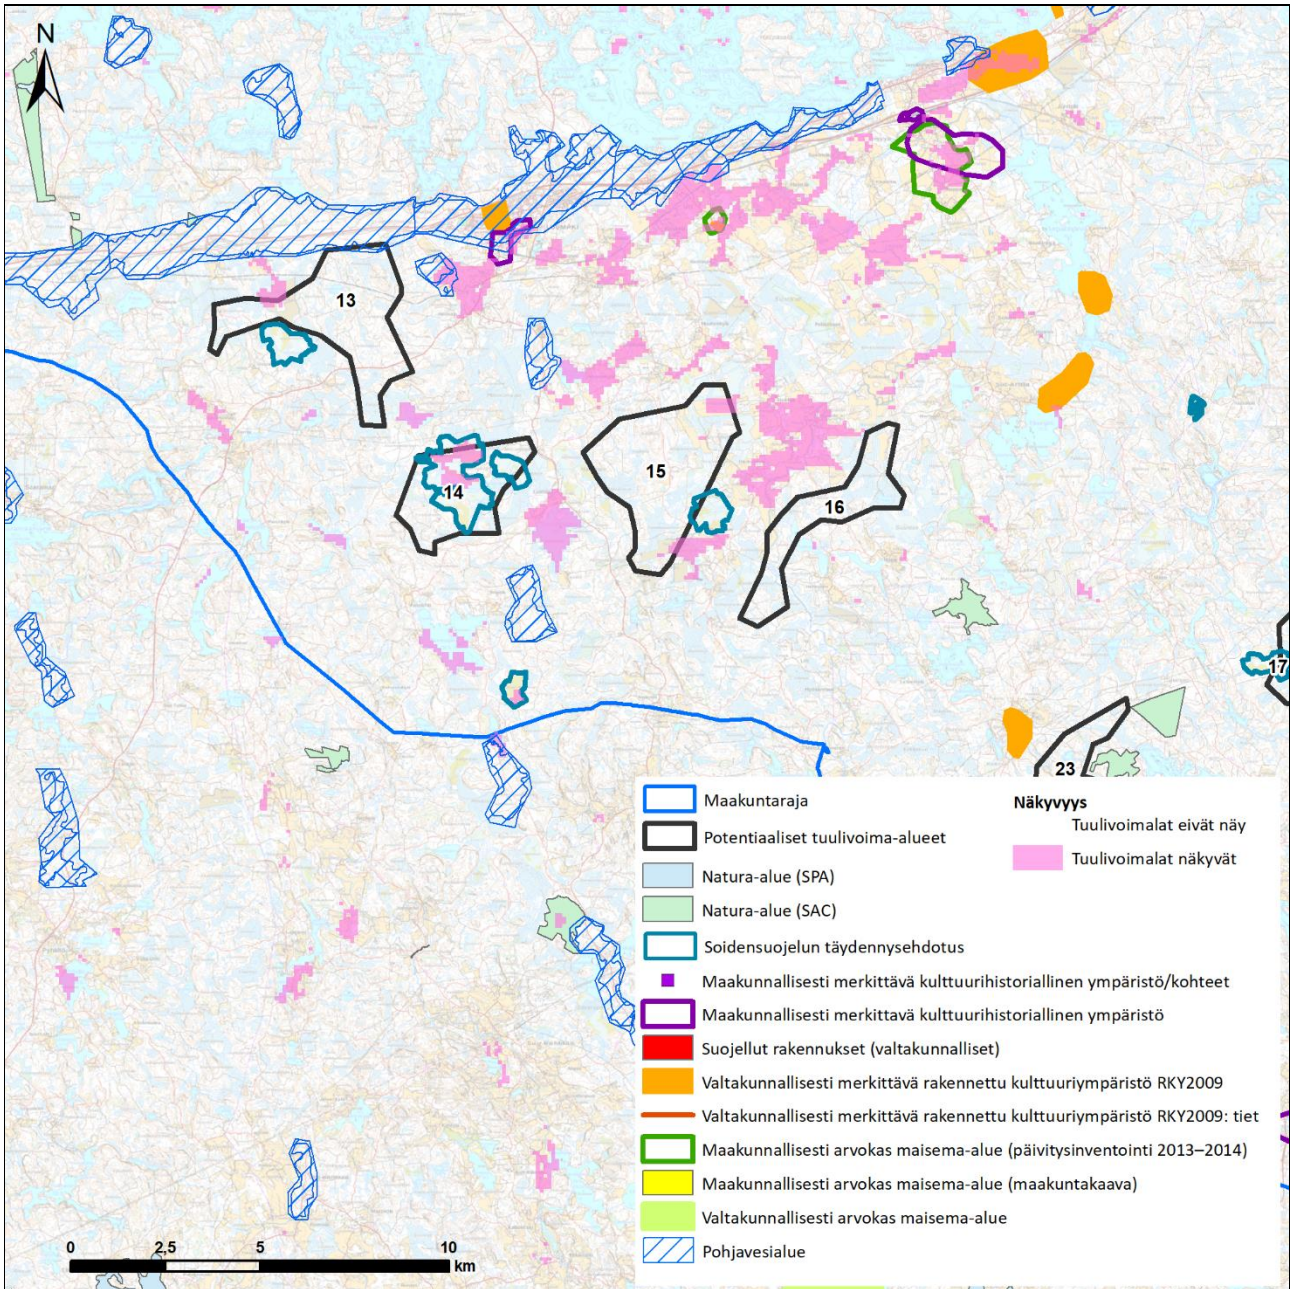 N
13
14
15
16
17
23
Maakuntaraja
Potentiaaliset tuulivoima-alueet
Natura-alue (SPA)
Natura-alue (SAC)
Soidensuojelun täydennysehdotus
Maakunnallisesti merkittävä kulttuurihistoriallinen ympäristö/kohteet
Maakunnallisesti merkittavä kulttuurihistoriallinen ympäristö
Suojellut rakennukset (valtakunnalliset)
Valtakunnallisesti merkittävä rakennettu kulttuuriympäristö RKY2009
Valtakunnallisesti merkittävä rakennettu kulttuuriympäristö RKY2009: tiet
Maakunnallisesti arvokas maisema-alue (päivitysinventointi 2013–2014)
Maakunnallisesti arvokas maisema-alue (maakuntakaava)
Valtakunnallisesti arvokas maisema-alue
Pohjavesialue
Näkyvyys
Tuulivoimalat eivät näy
Tuulivoimalat näkyvät
0 2,5 5 10
km